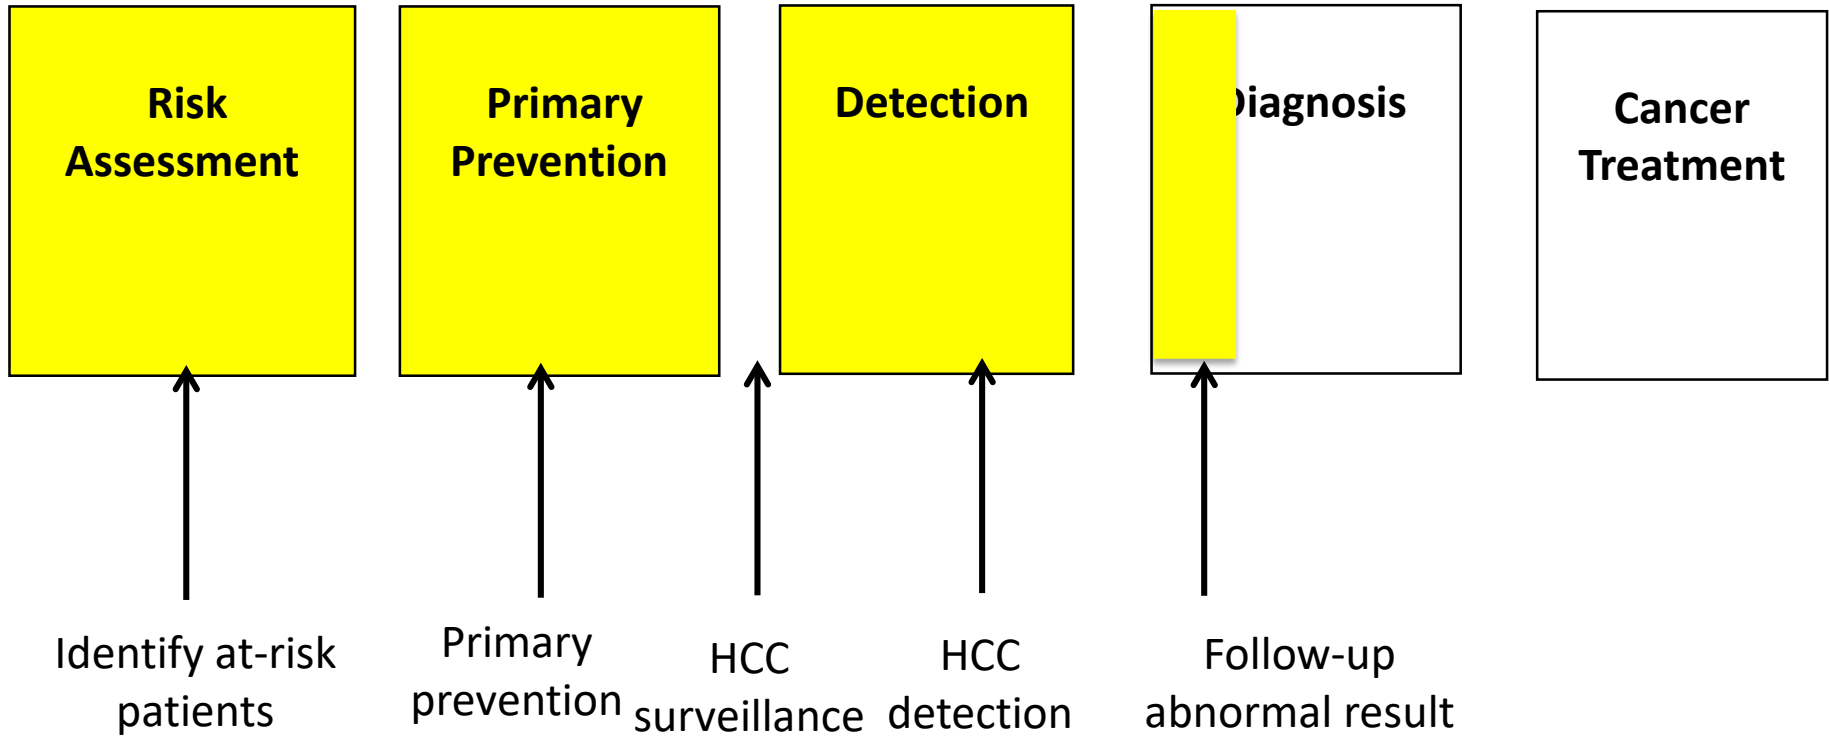 Risk
Assessment
Primary
Prevention
Detection
Diagnosis
Cancer
Treatment
Identify at-risk
patients
Primary
prevention
HCC
surveillance
HCC
detection
Follow-up
abnormal result